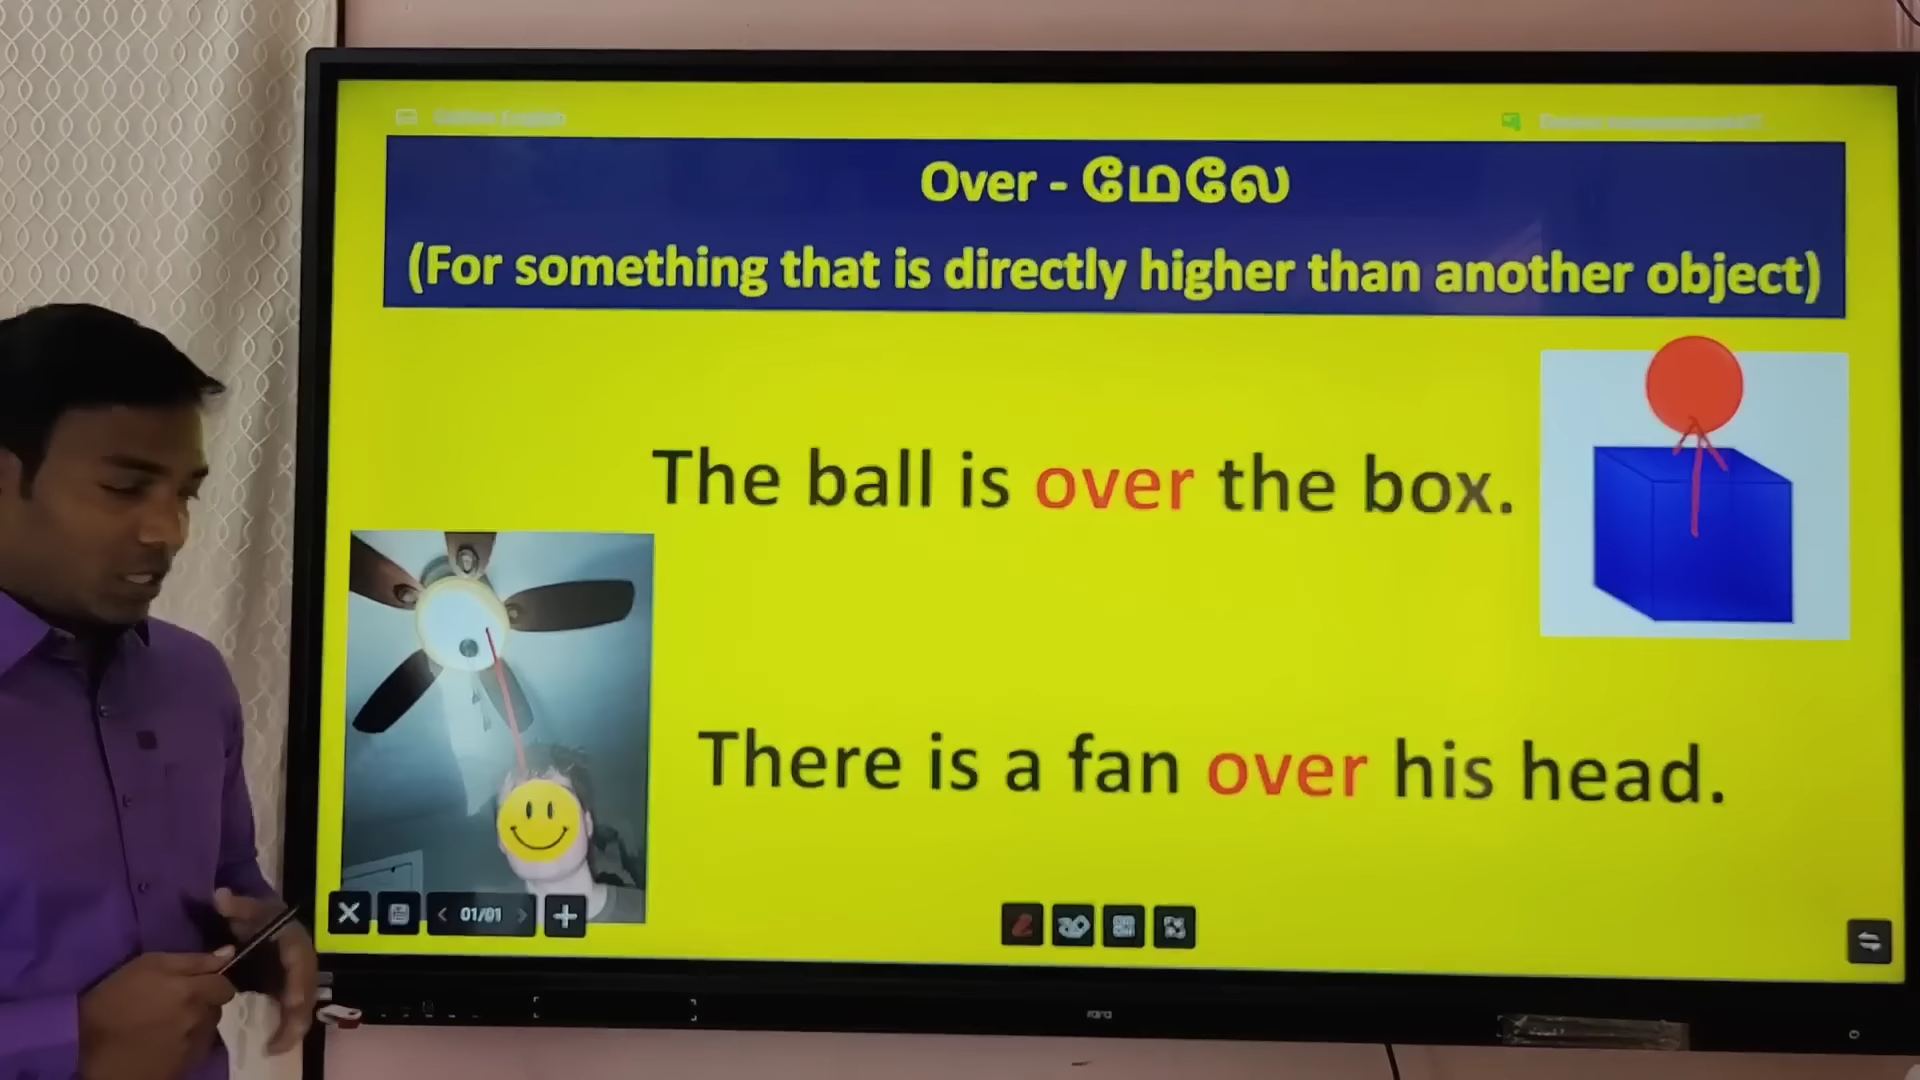 Over - மேலே
(For something that is directly higher than another object)
The ball is over the box.
There is a fan over his head.
01/01